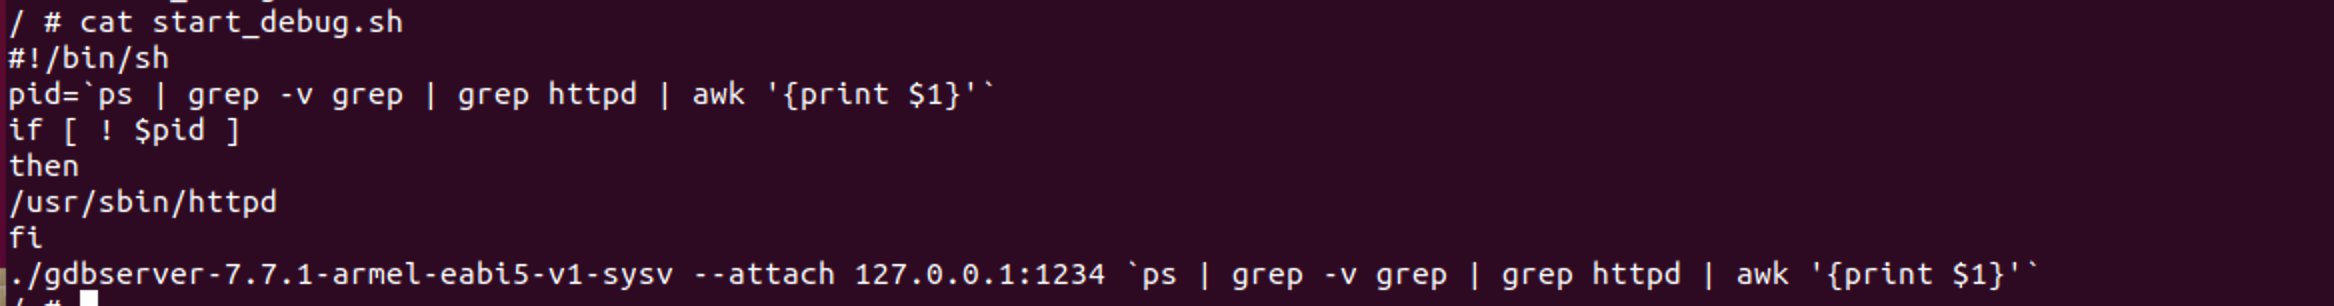 / # cat start_debug.sh
#!/bin/sh
pid=`ps | grep -v grep | grep httpd | awk '{print $1}'`
if [ ! $pid ]
then
/usr/sbin/httpd
fi
./gdbserver-7.7.1-armel-eabi5-v1-sysv --attach 127.0.0.1:1234 `ps | grep -v grep | grep httpd | awk '{print $1}'`
/ #